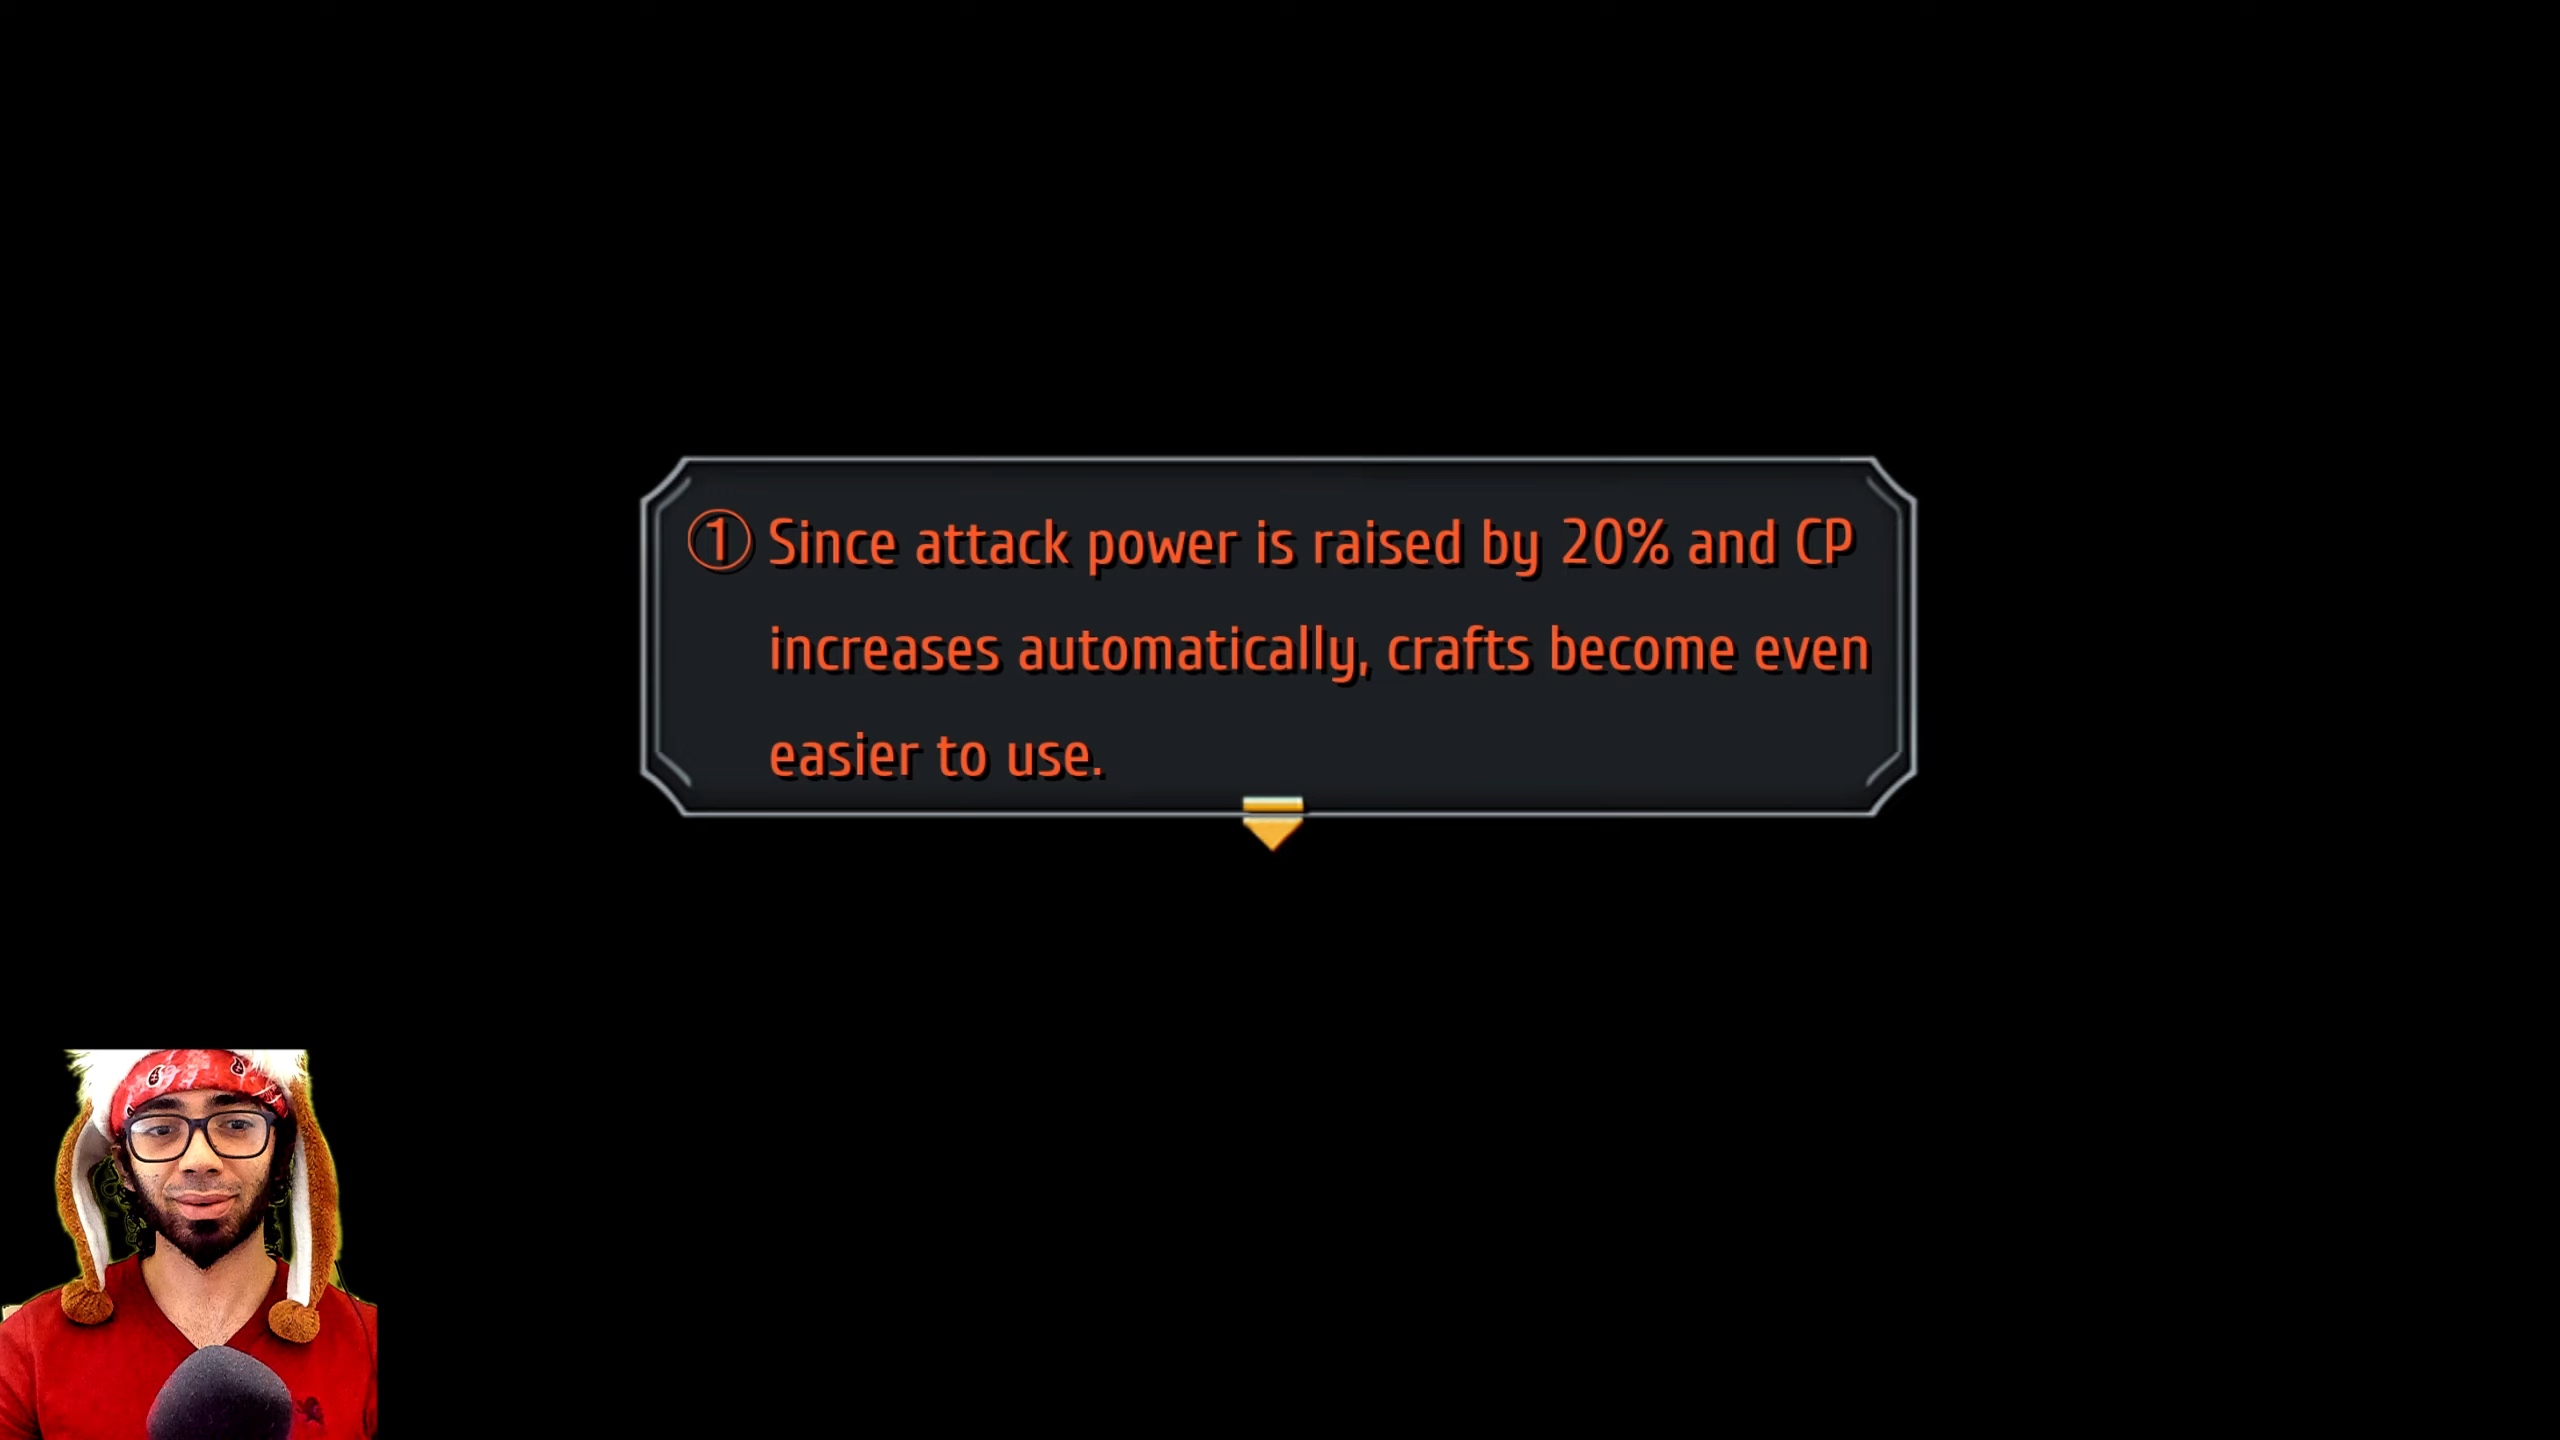 ① Since attack power is raised by 20% and CP
increases automatically, crafts become even
easier to use.